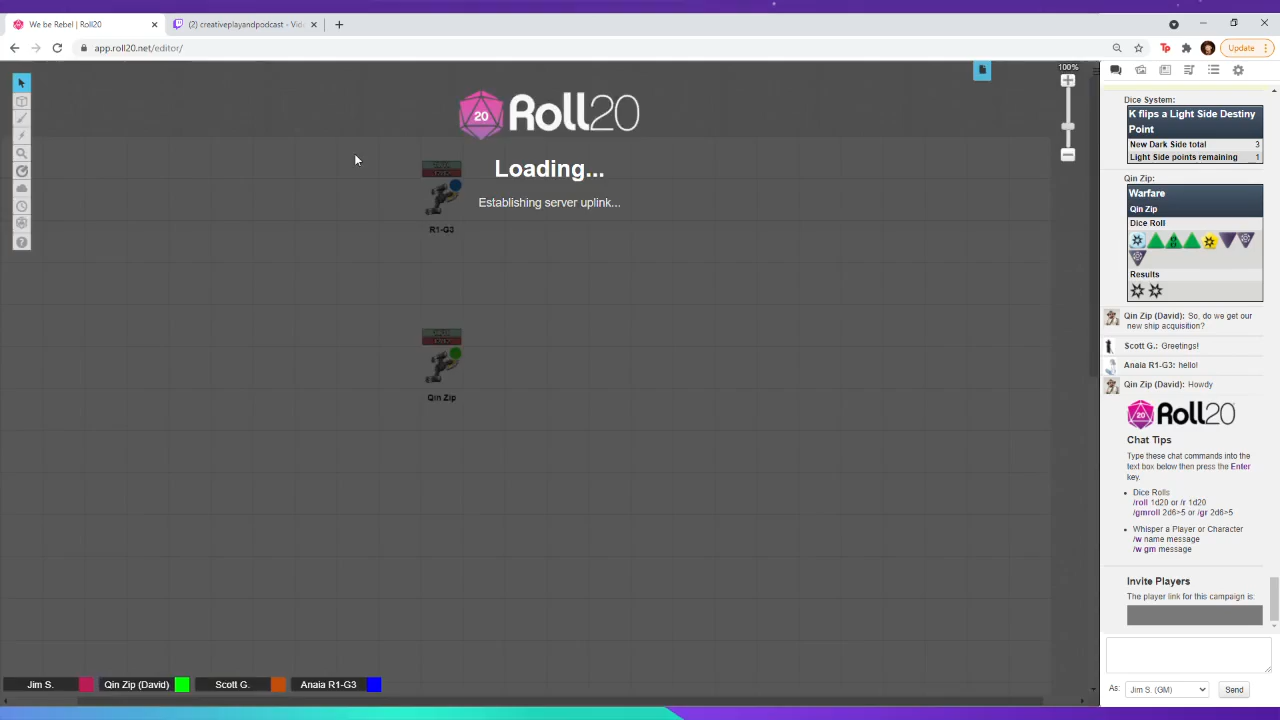 We be Rebel | Roll20
(2) creativeplayandpodcast - Vid
app.roll20.net/editor/
Update
100%
20 Roll20
Loading...
Establishing server uplink...
R1-G3
Qin Zip
Jim S.
Qin Zip (David)
Scott G.
Anaia R1-G3
Dice System:
K flips a Light Side Destiny
Point
New Dark Side total 3
Light Side points remaining 1
Qin Zip:
Warfare
Qin Zip
Dice Roll
Results
Qin Zip (David): So, do we get our
new ship acquisition?
Scott G.: Greetings!
Anaia R1-G3: hello!
Qin Zip (David): Howdy
20 Roll20
Chat Tips
Type these chat commands into the
text box below then press the Enter
key.
Dice Rolls
/roll 1d20 or /r 1d20
/gmroll 2d6>5 or /gr 2d6>5
Whisper a Player or Character
/w name message
/w gm message
Invite Players
The player link for this campaign is:
As:
Jim S. (GM)
Send